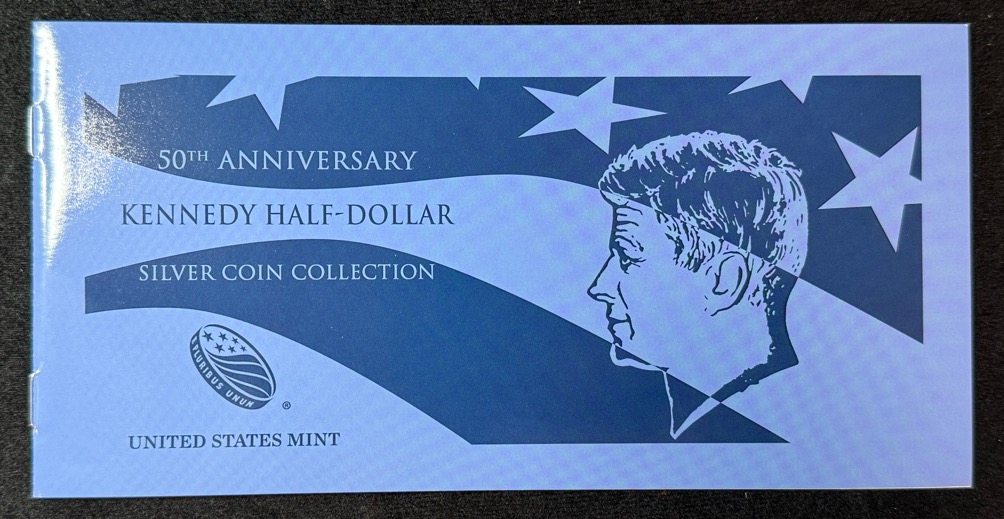 50TH ANNIVERSARY
KENNEDY HALF-DOLLAR
SILVER COIN COLLECTION
PLURIBUS UNUM
®
UNITED STATES MINT